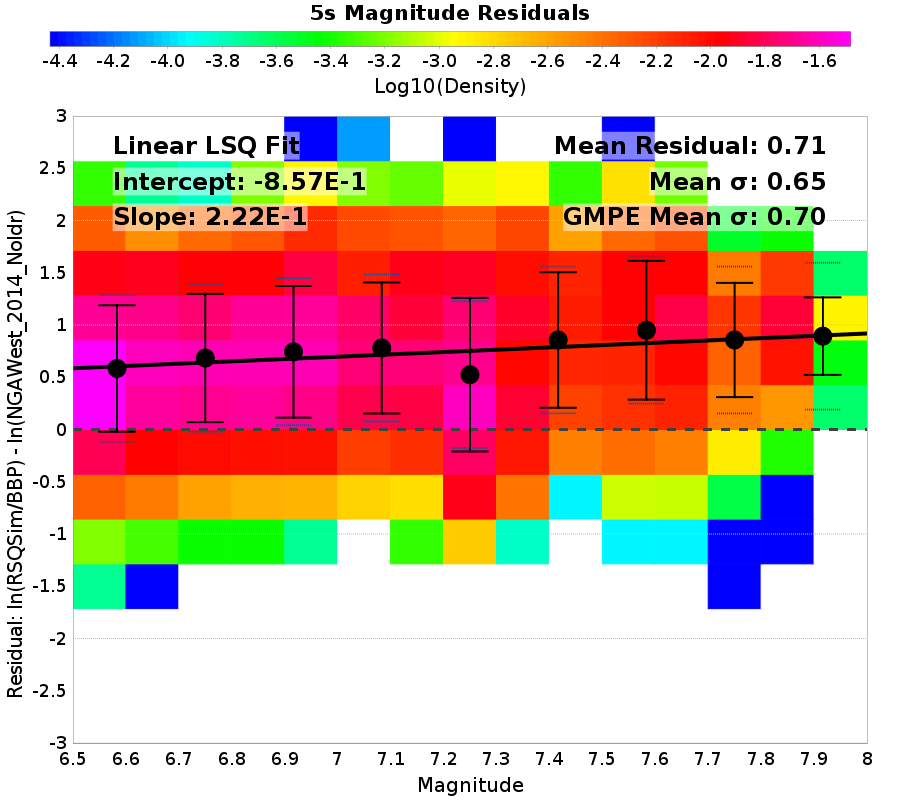 5s Magnitude Residuals
-4.4 -4.2 -4.0 -3.8 -3.6 -3.4 -3.2 -3.0 -2.8 -2.6 -2.4 -2.2 -2.0 -1.8 -1.6
Log10(Density)
Linear LSQ Fit
Intercept: -8.57E-1
Slope: 2.22E-1
Mean Residual: 0.71
Mean σ: 0.65
GMPE Mean σ: 0.70
Residual: ln(RSQSim/BBP) - ln(NGAWest_2014_NoIdr)
3
2.5
2
1.5
1
0.5
0
-0.5
-1
-1.5
-2
-2.5
-3
6.5 6.6 6.7 6.8 6.9 7 7.1 7.2 7.3 7.4 7.5 7.6 7.7 7.8 7.9 8
Magnitude